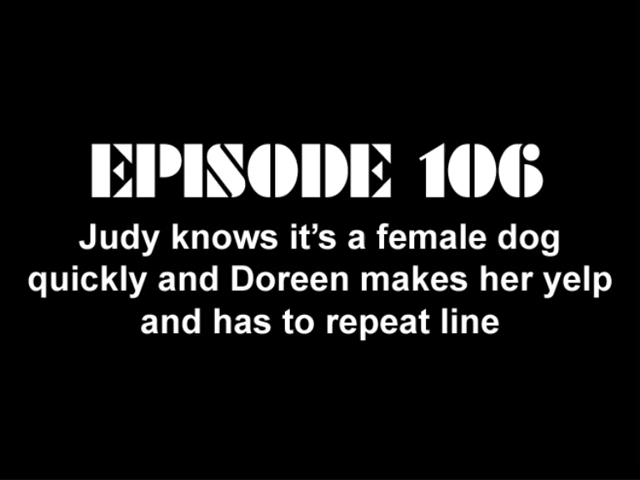 EPISODE 106
Judy knows it’s a female dog
quickly and Doreen makes her yelp
and has to repeat line